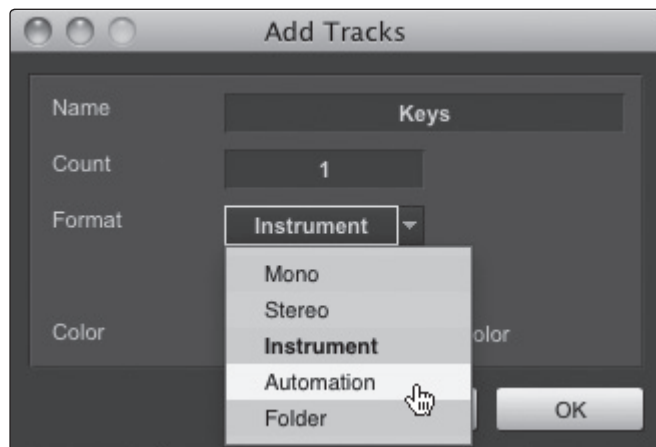 Add Tracks
Name Keys
Count 1
Format Instrument
Mono
Stereo
Instrument
Color olor
Automation
Folder
OK